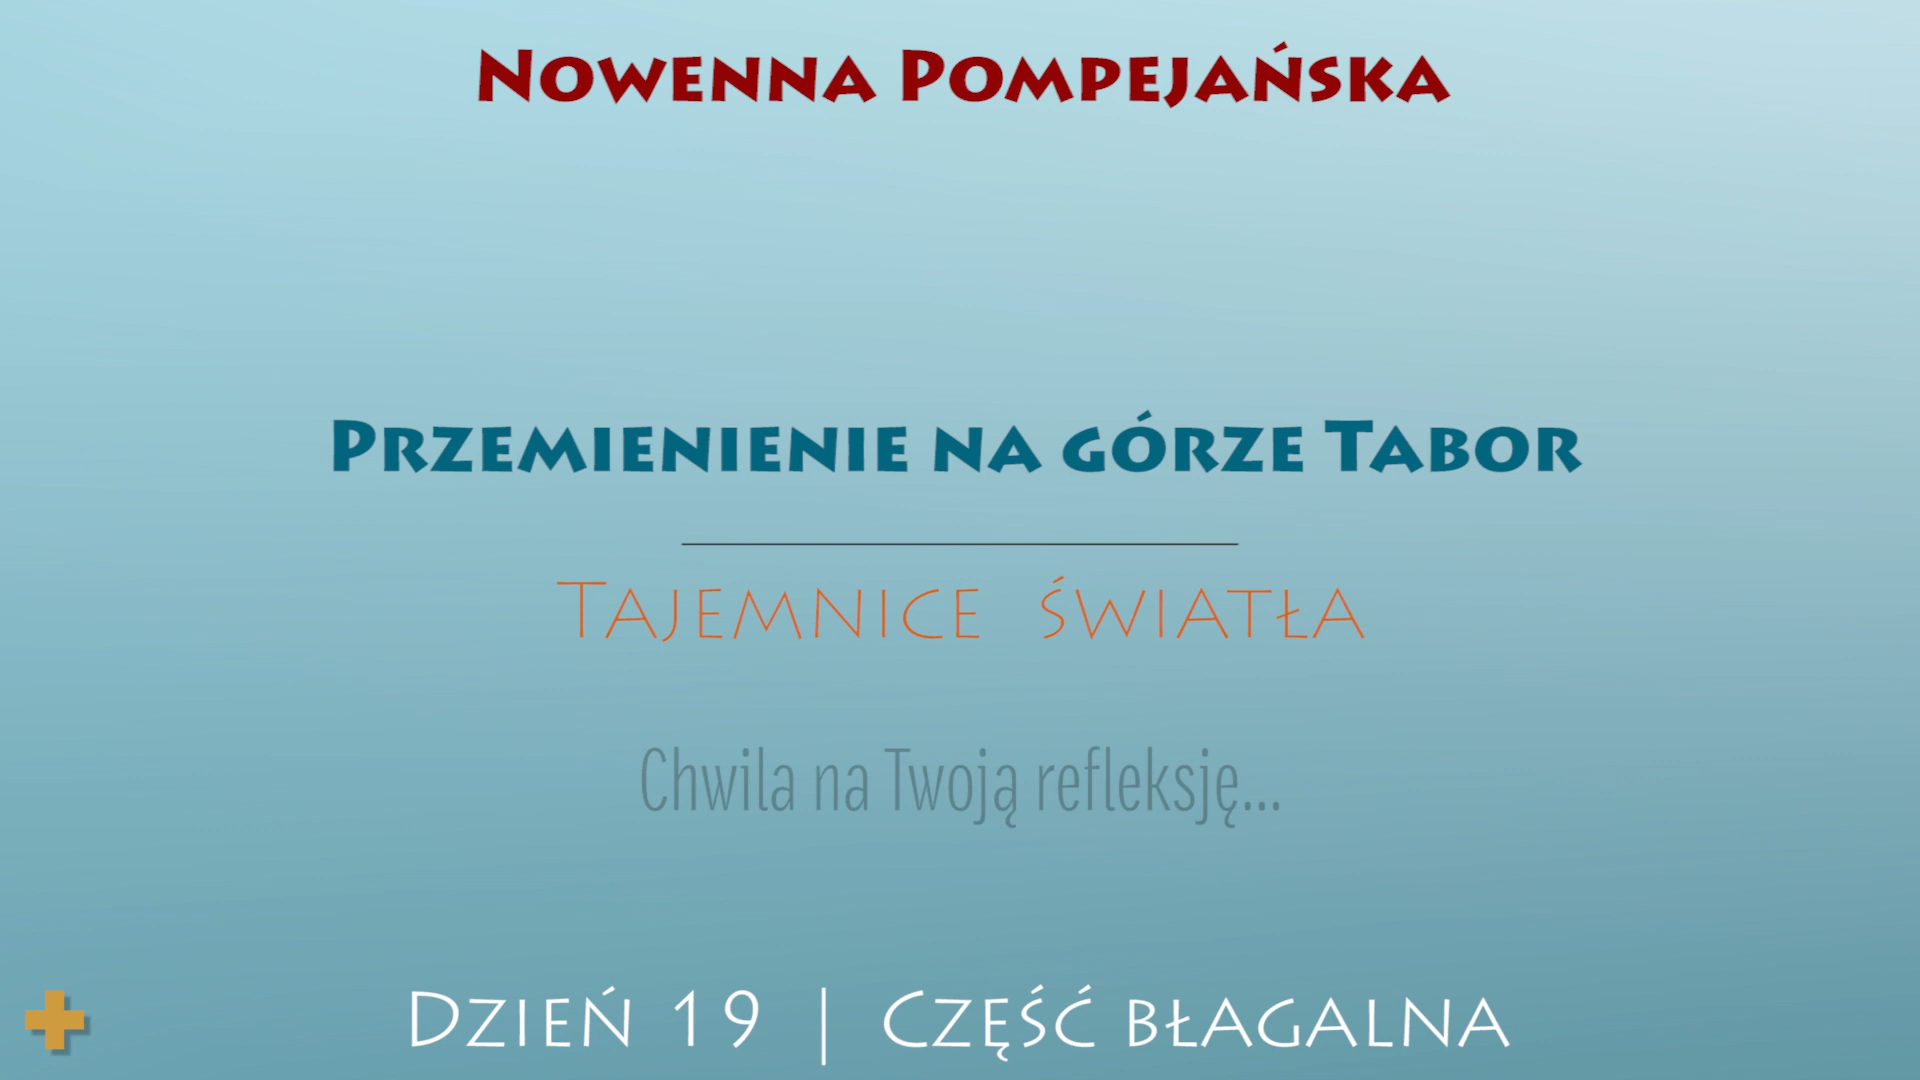 Nowenna Pompejańska
Przemienienie na górze Tabor
Tajemnice światła
Chwila na Twoją refleksję...
Dzień 19 | Część błagalna